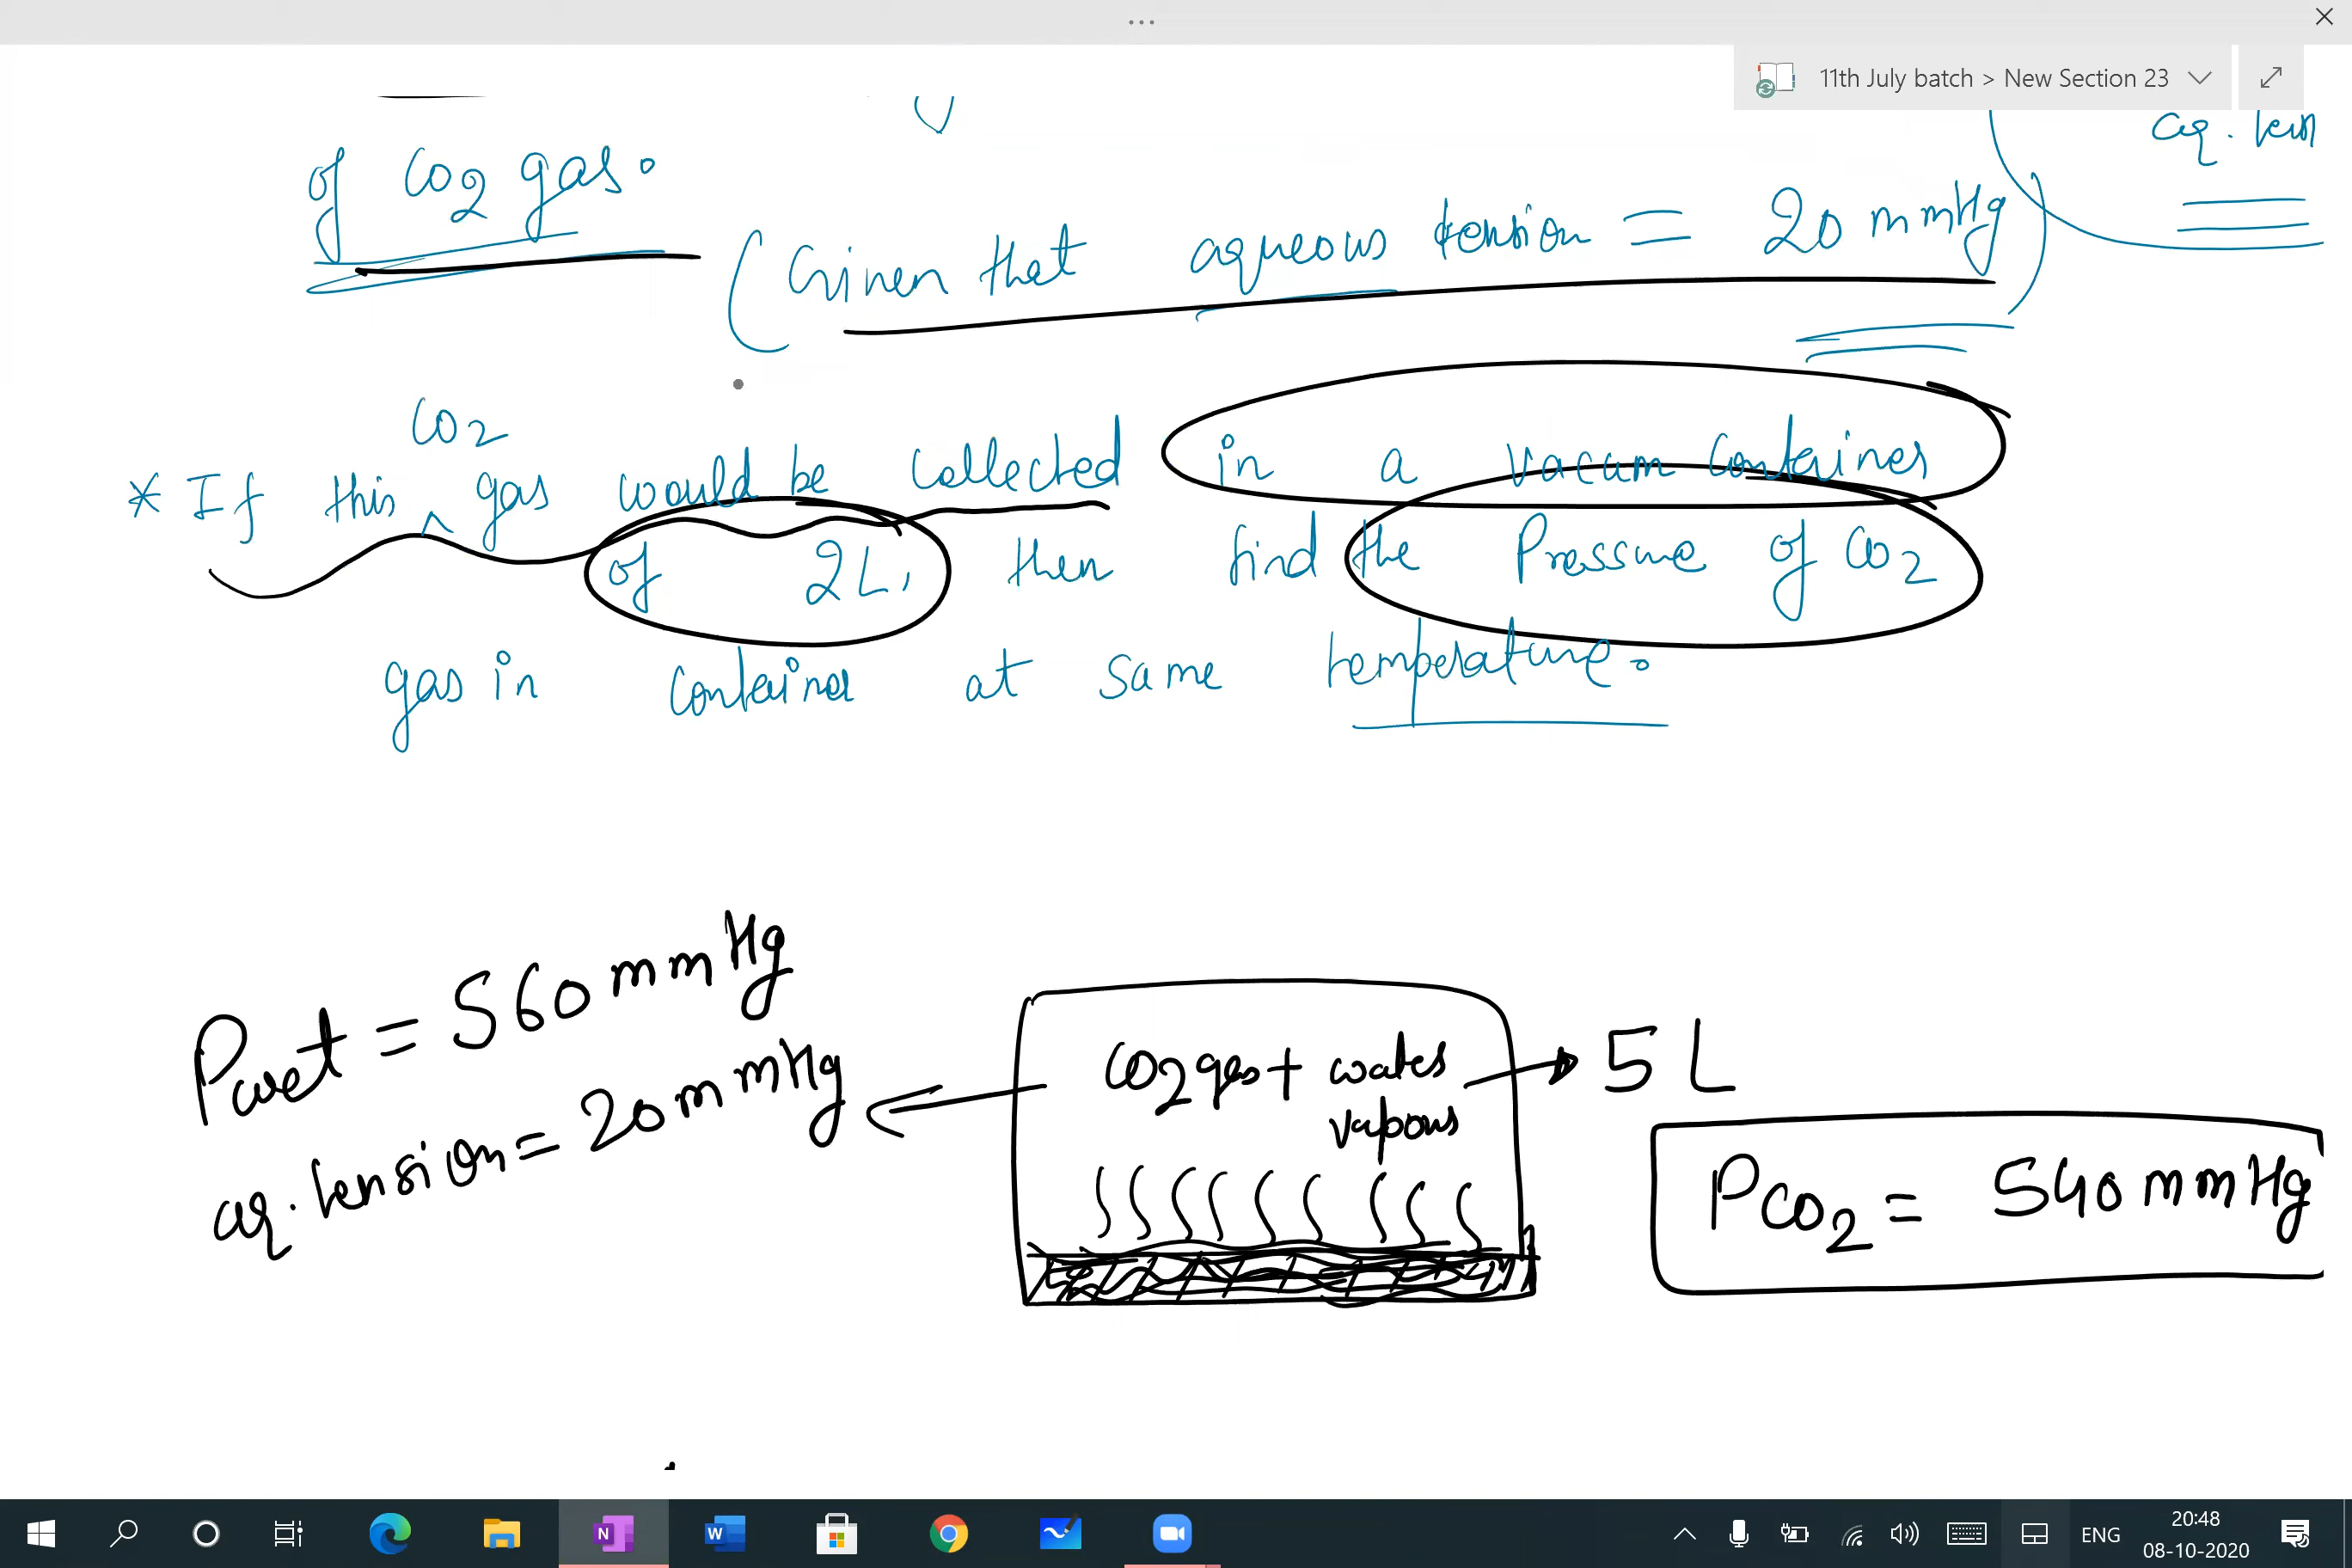 11th July batch > New Section 23
aq. ten
of CO2 gas.
(Given that aqueous tension = 20 mmHg)
CO2
* If this ^ gas would be collected in a vacum container
of 2L, then find the Pressure of CO2
gas in container at same temperature.
Pwet = 560 mmHg
aq. tension = 20 mmHg
CO2 gas + water
vapours
5 L
PCO2 = 540 mmHg
N
W
ENG
20:48
08-10-2020